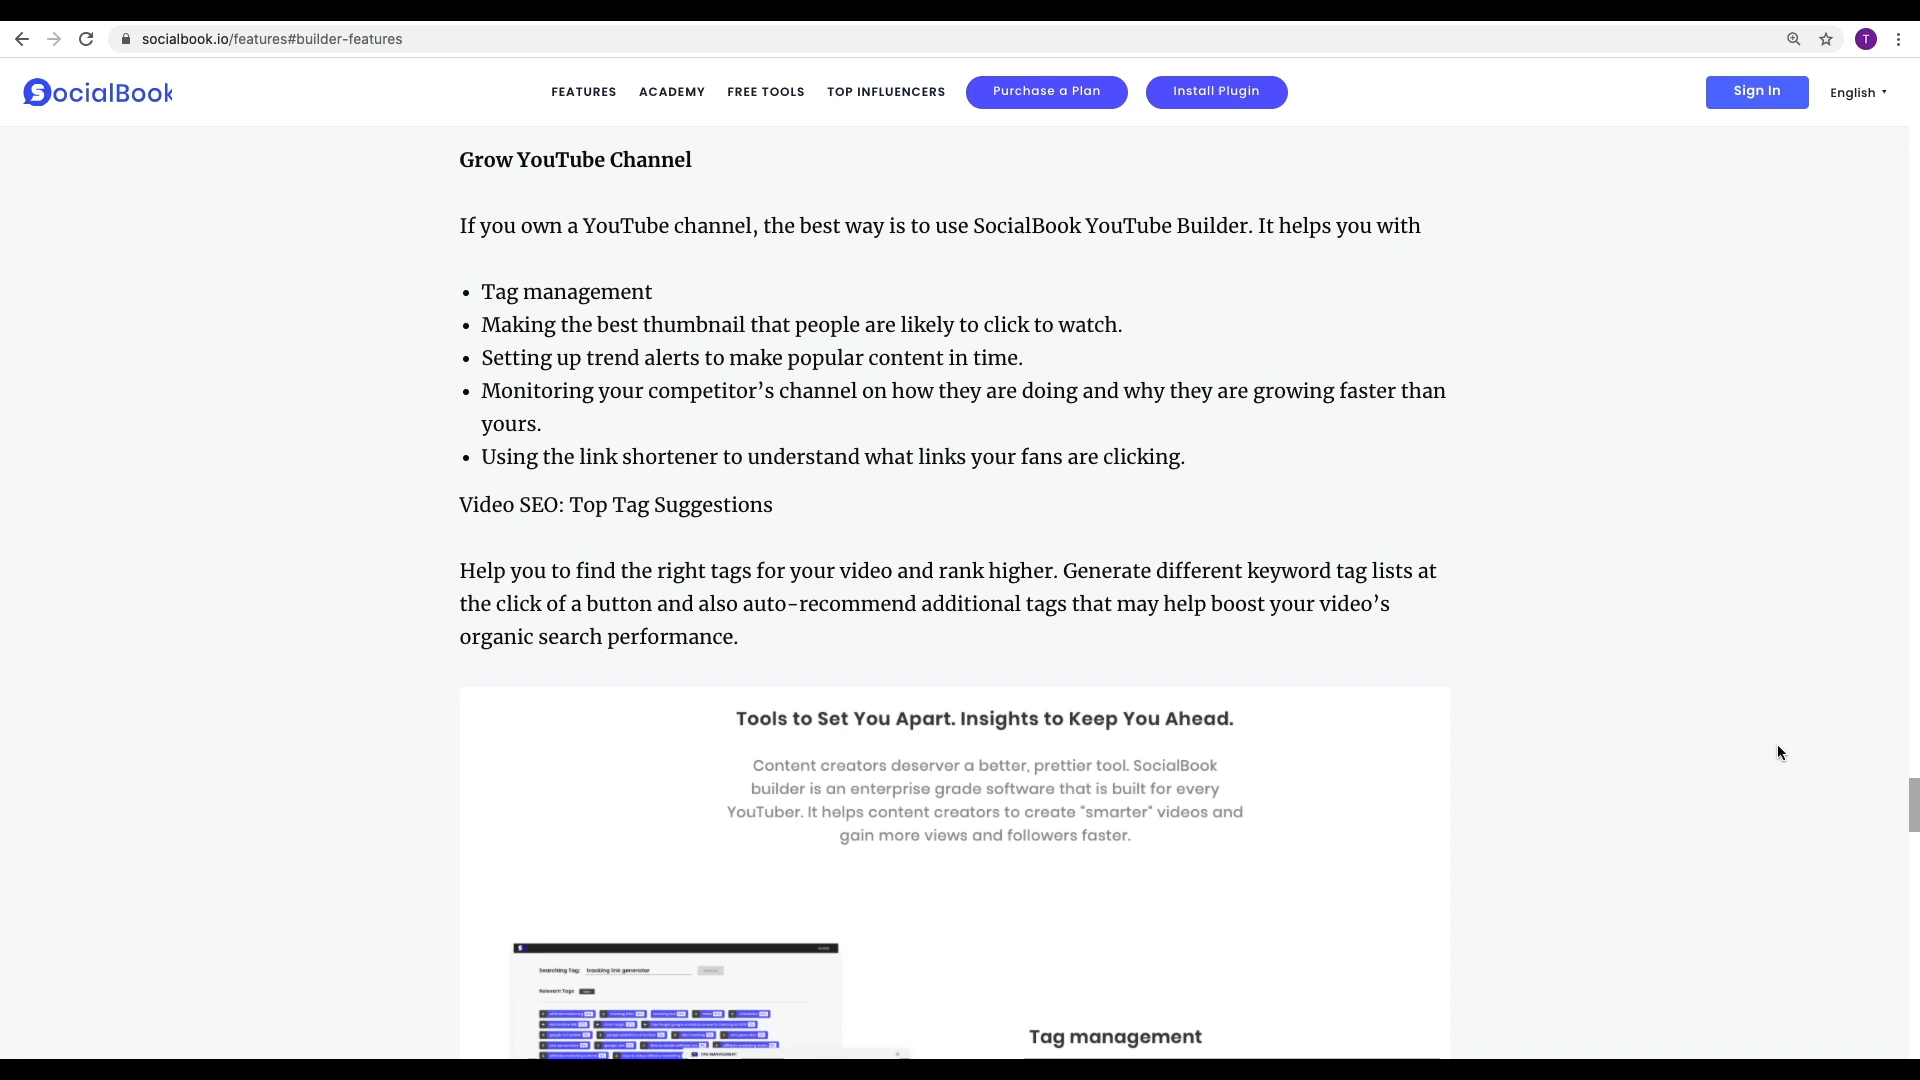 socialbook.io/features#builder-features
T
SocialBook
FEATURES ACADEMY FREE TOOLS TOP INFLUENCERS Purchase a Plan Install Plugin Sign In English
Grow YouTube Channel
If you own a YouTube channel, the best way is to use SocialBook YouTube Builder. It helps you with
• Tag management
• Making the best thumbnail that people are likely to click to watch.
• Setting up trend alerts to make popular content in time.
• Monitoring your competitor’s channel on how they are doing and why they are growing faster than
yours.
• Using the link shortener to understand what links your fans are clicking.
Video SEO: Top Tag Suggestions
Help you to find the right tags for your video and rank higher. Generate different keyword tag lists at
the click of a button and also auto-recommend additional tags that may help boost your video’s
organic search performance.
Tools to Set You Apart. Insights to Keep You Ahead.
Content creators deserver a better, prettier tool. SocialBook
builder is an enterprise grade software that is built for every
YouTuber. It helps content creators to create "smarter" videos and
gain more views and followers faster.
Searching Tag: tracking link generator
Relevant Tags
Tag management
TAG MANAGEMENT